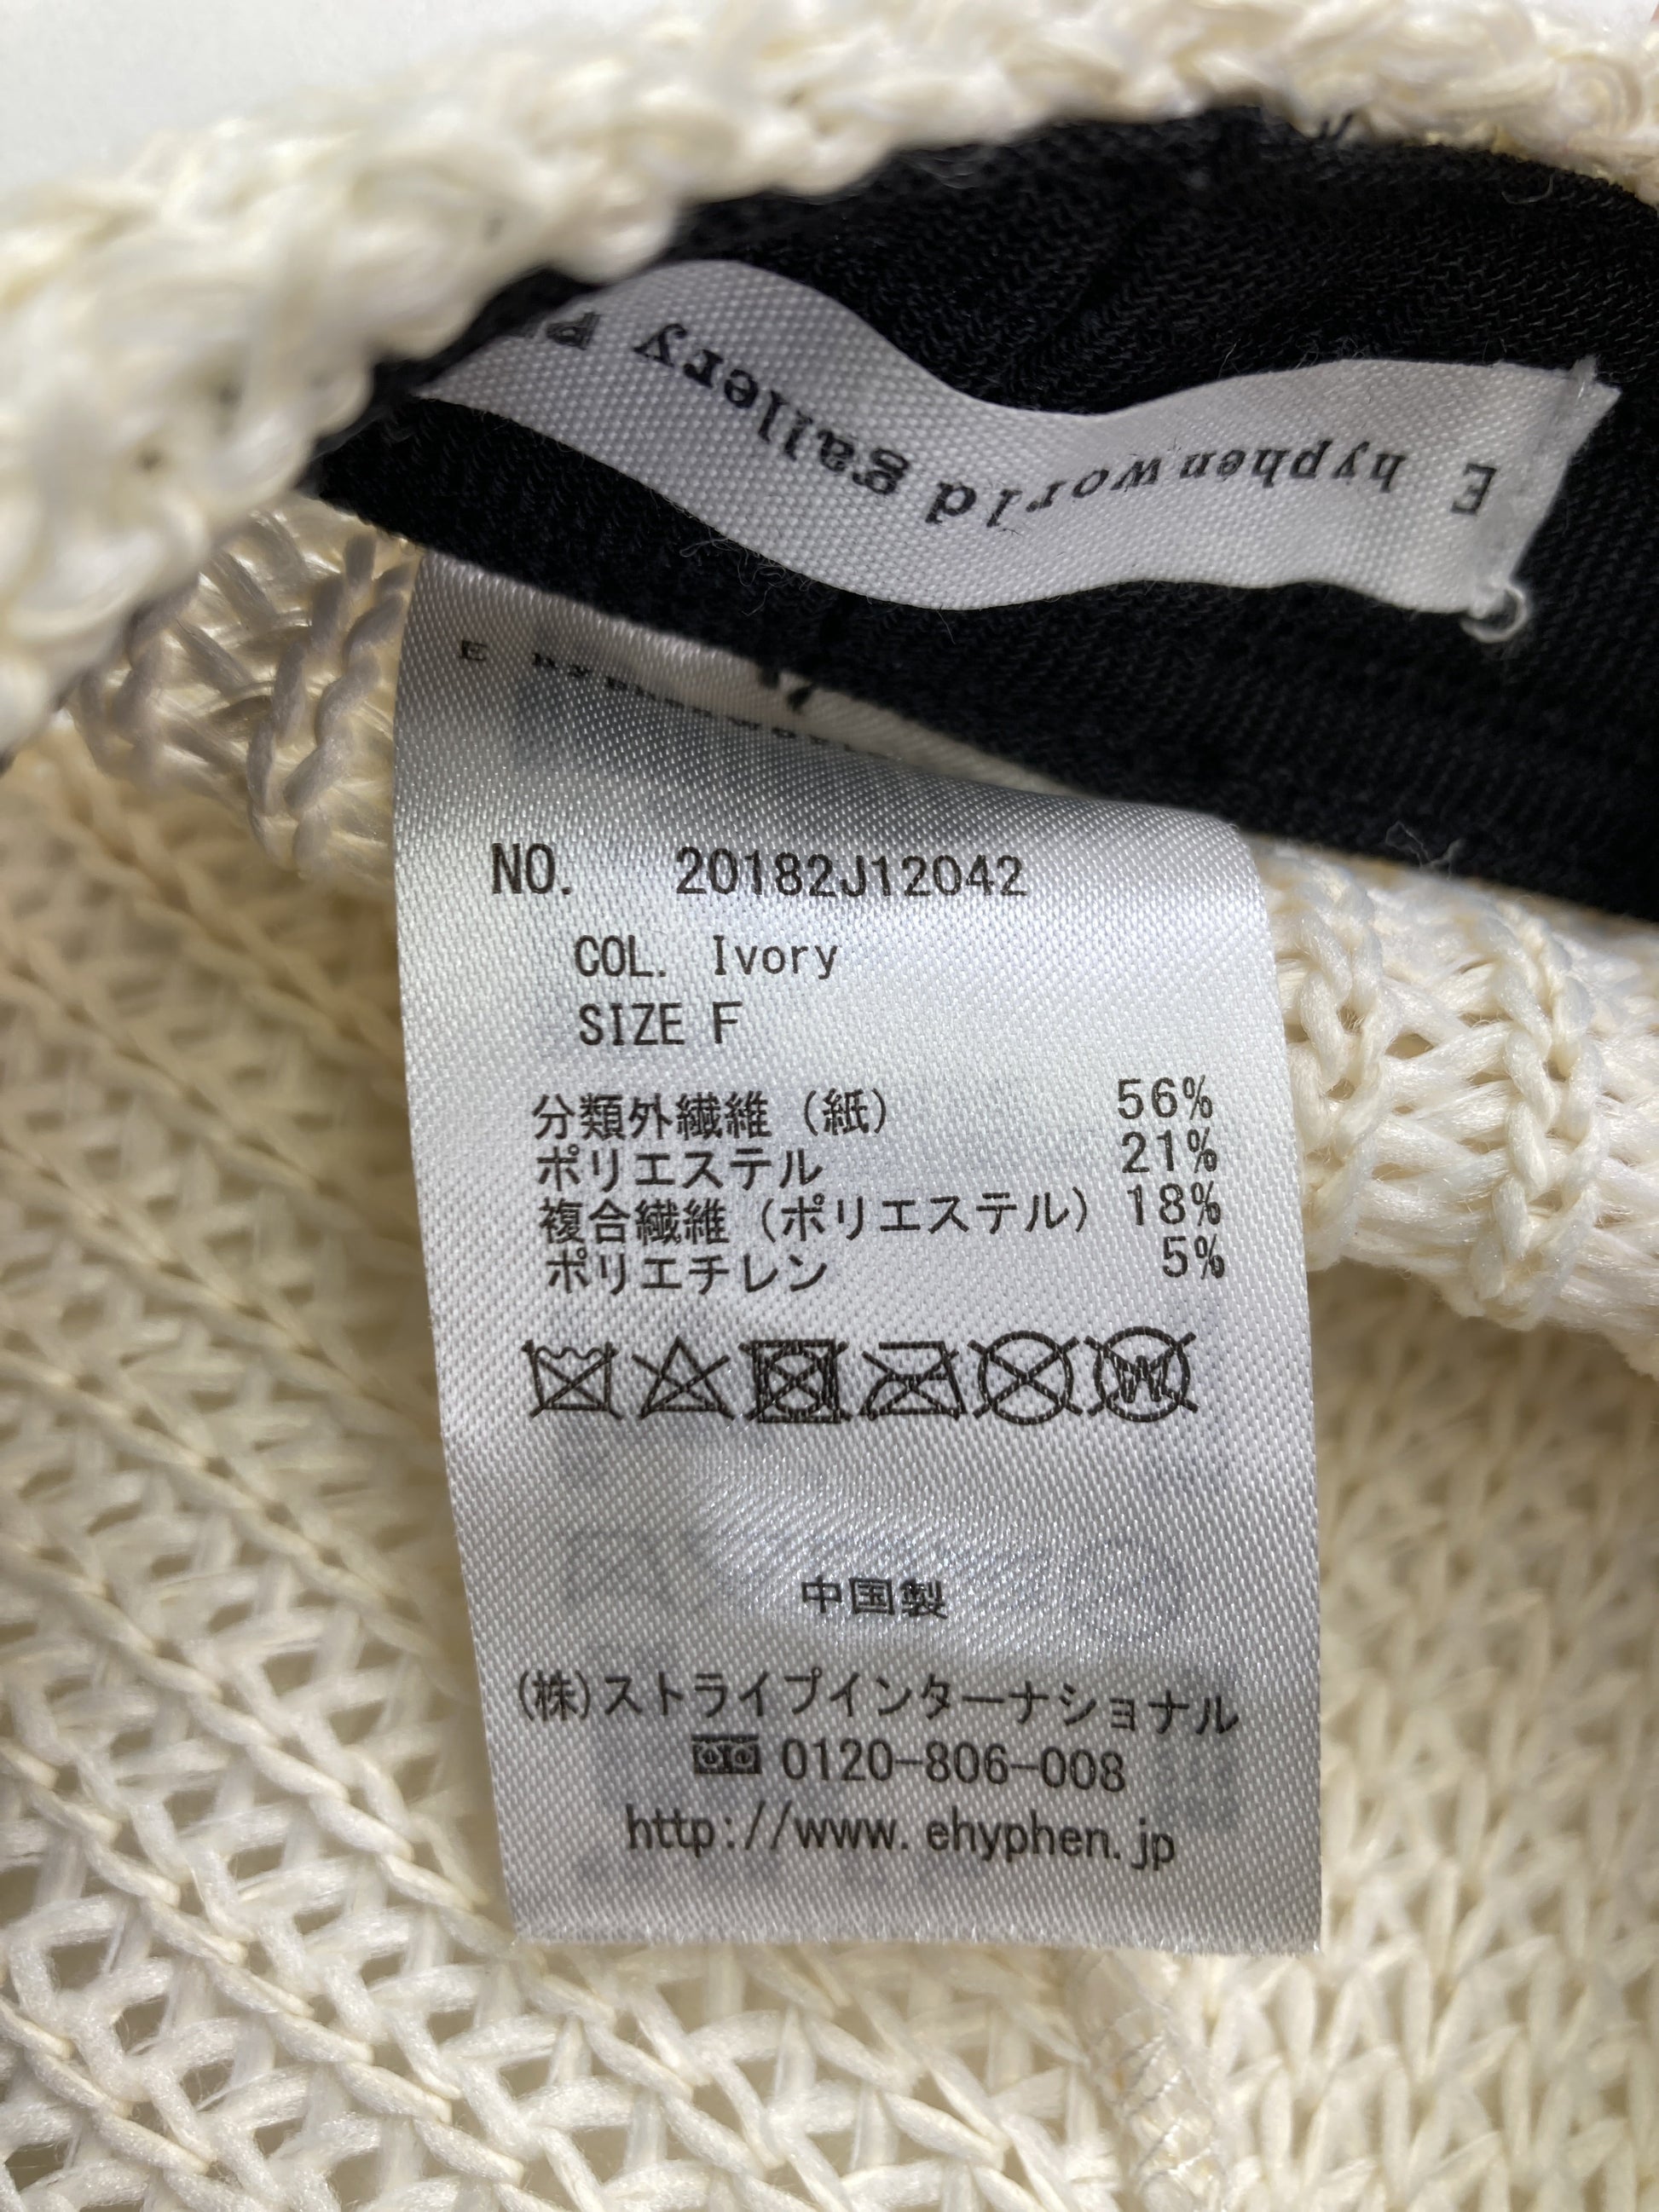 E hyphen world gallery
NO. 20182J12042
COL. Ivory
SIZE F
分類外繊維（紙） 56%
ポリエステル 21%
複合繊維（ポリエステル） 18%
ポリエチレン 5%
中国製
(株)ストライプインターナショナル
0120-806-008
http://www.ehyphen.jp